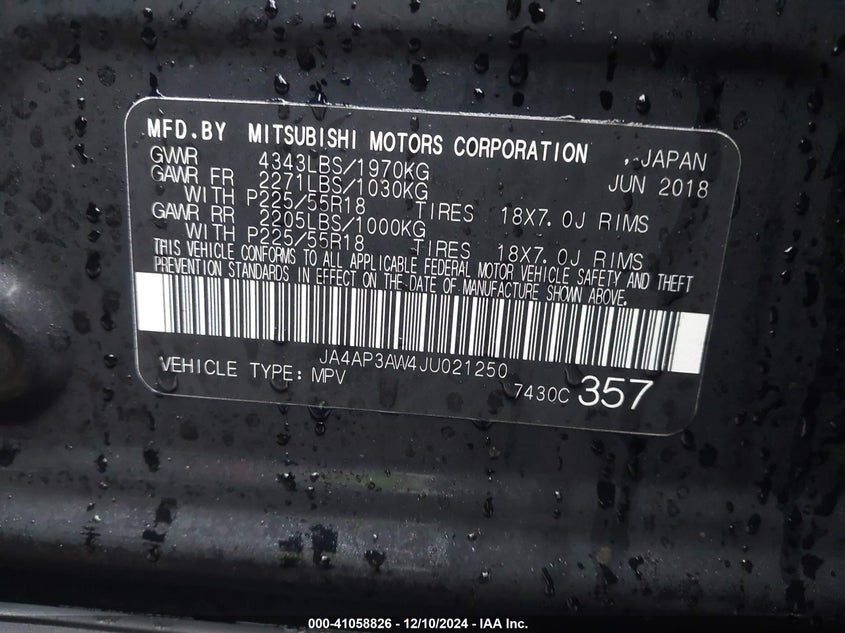 MFD.BY MITSUBISHI MOTORS CORPORATION , JAPAN
GVWR 4343LBS/1970KG JUN 2018
GAWR FR 2271LBS/1030KG
WITH P225/55R18 TIRES 18X7.0J RIMS
GAWR RR 2205LBS/1000KG
WITH P225/55R18 TIRES 18X7.0J RIMS
THIS VEHICLE CONFORMS TO ALL APPLICABLE FEDERAL MOTOR VEHICLE SAFETY AND THEFT
PREVENTION STANDARDS IN EFFECT ON THE DATE OF MANUFACTURE SHOWN ABOVE.
JA4AP3AW4JU021250
VEHICLE TYPE: MPV 7430C 357
000-41058826 - 12/10/2024 - IAA Inc.